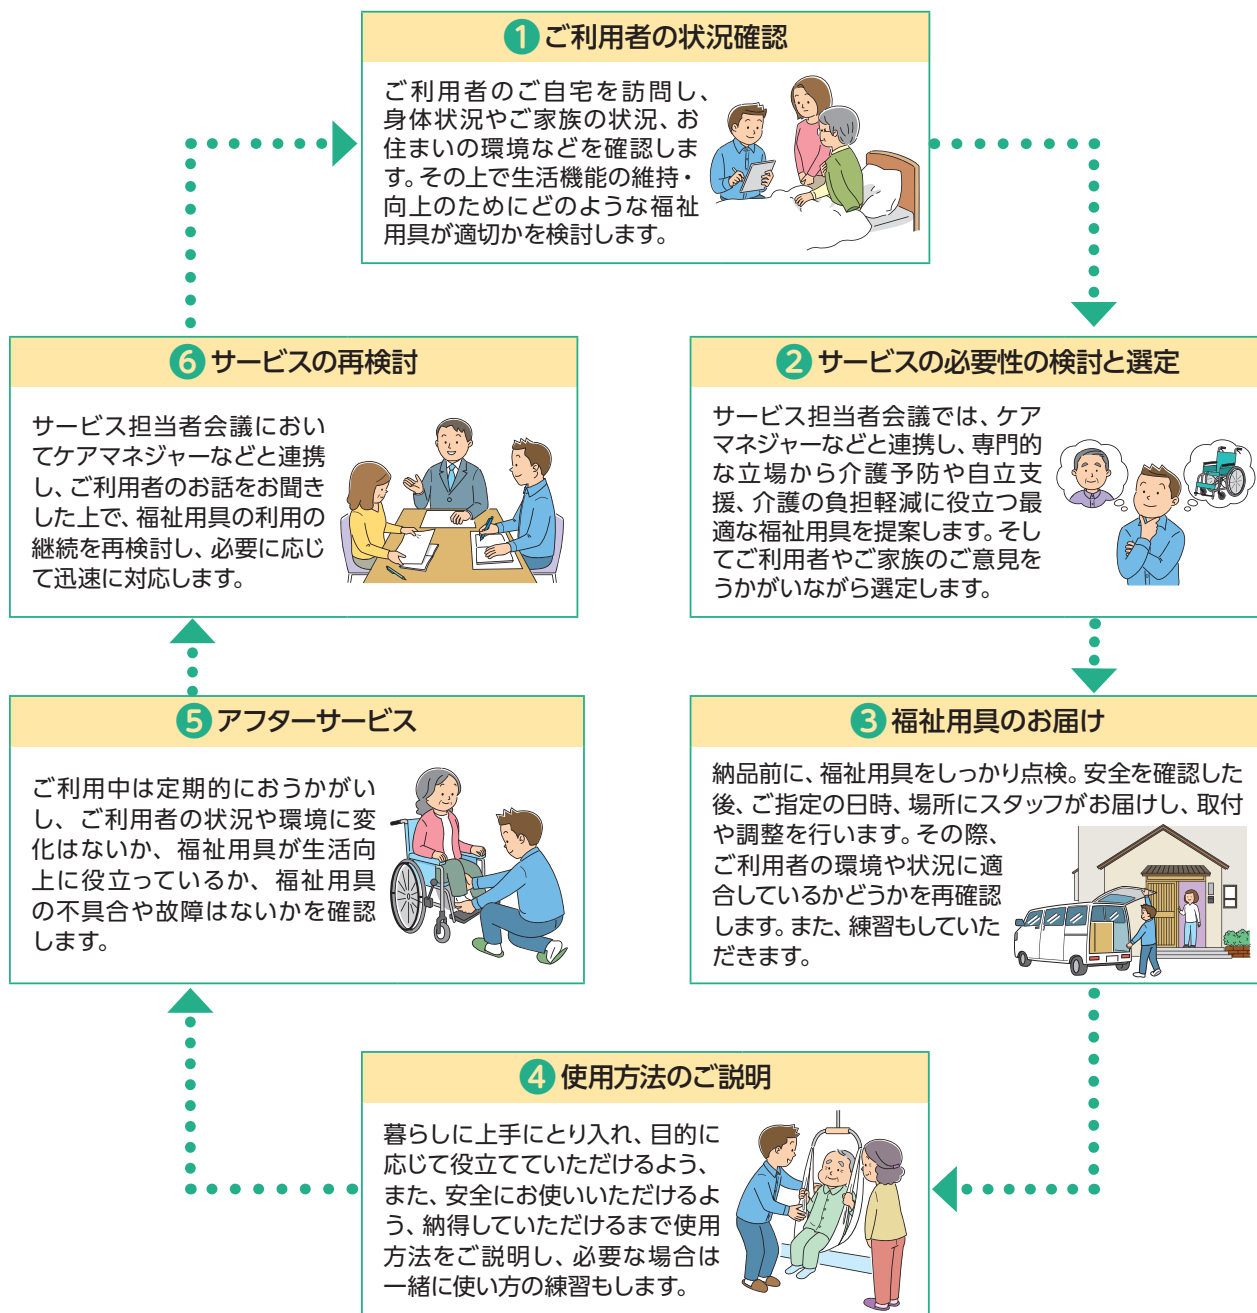 ❶ご利用者の状況確認
ご利用者のご自宅を訪問し、
身体状況やご家族の状況、お
住まいの環境などを確認しま
す。その上で生活機能の維持・
向上のためにどのような福祉
用具が適切かを検討します。
❷サービスの必要性の検討と選定
サービス担当者会議では、ケア
マネジャーなどと連携し、専門的
な立場から介護予防や自立支
援、介護の負担軽減に役立つ最
適な福祉用具を提案します。そし
てご利用者やご家族のご意見を
うかがいながら選定します。
❸福祉用具のお届け
納品前に、福祉用具をしっかり点検。安全を確認した
後、ご指定の日時、場所にスタッフがお届けし、取付
や調整を行います。その際、
ご利用者の環境や状況に適
合しているかどうかを再確認
します。また、練習もしていた
だきます。
❹使用方法のご説明
暮らしに上手にとり入れ、目的に
応じて役立てていただけるよう、
また、安全にお使いいただけるよ
う、納得していただけるまで使用
方法をご説明し、必要な場合は
一緒に使い方の練習もします。
❺アフターサービス
ご利用中は定期的におうかがい
し、ご利用者の状況や環境に変
化はないか、福祉用具が生活向
上に役立っているか、福祉用具
の不具合や故障はないかを確認
します。
❻サービスの再検討
サービス担当者会議におい
てケアマネジャーなどと連携
し、ご利用者のお話をお聞き
した上で、福祉用具の利用の
継続を再検討し、必要に応じ
て迅速に対応します。